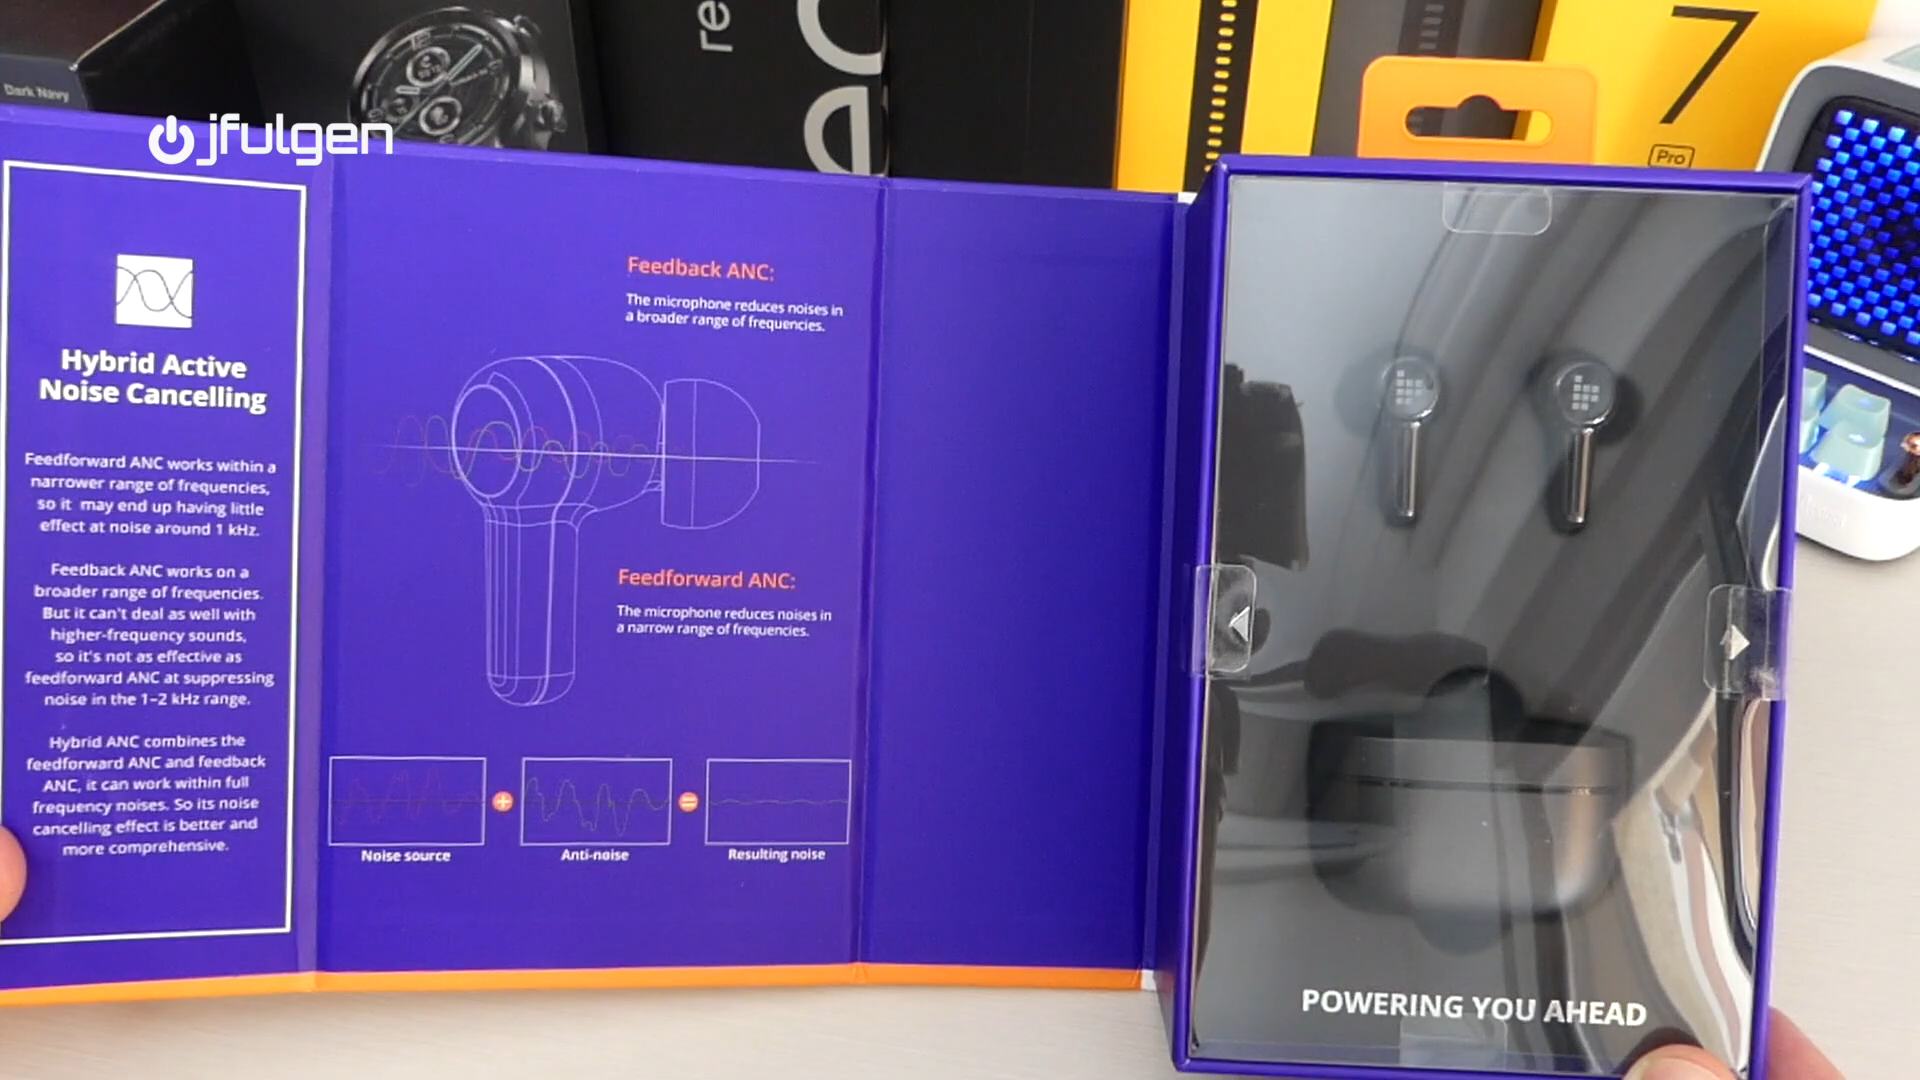 Dark Navy
jfulgen
re
7
Pro
Hybrid Active
Noise Cancelling
Feedforward ANC works within a
narrower range of frequencies,
so it may end up having little
effect at noise around 1 kHz.
Feedback ANC works on a
broader range of frequencies.
But it can't deal as well with
higher-frequency sounds,
so it's not as effective as
feedforward ANC at suppressing
noise in the 1–2 kHz range.
Hybrid ANC combines the
feedforward ANC and feedback
ANC, it can work within full
frequency noises. So its noise
cancelling effect is better and
more comprehensive.
Feedback ANC:
The microphone reduces noises in
a broader range of frequencies.
Feedforward ANC:
The microphone reduces noises in
a narrow range of frequencies.
Noise source
Anti-noise
Resulting noise
POWERING YOU AHEAD